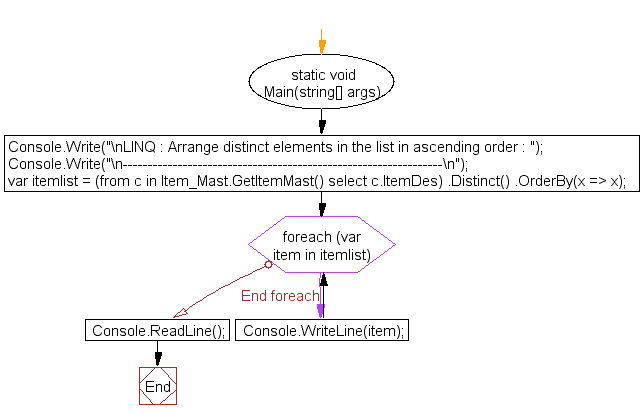 static void
Main(string[] args)
Console.Write("\nLINQ : Arrange distinct elements in the list in ascending order : ");
Console.Write("\n----------------------------------------------------------------\n");
var itemlist = (from c in Item_Mast.GetItemMast() select c.ItemDes) .Distinct() .OrderBy(x => x);
foreach (var
item in itemlist)
End foreach
Console.ReadLine();
Console.WriteLine(item);
End